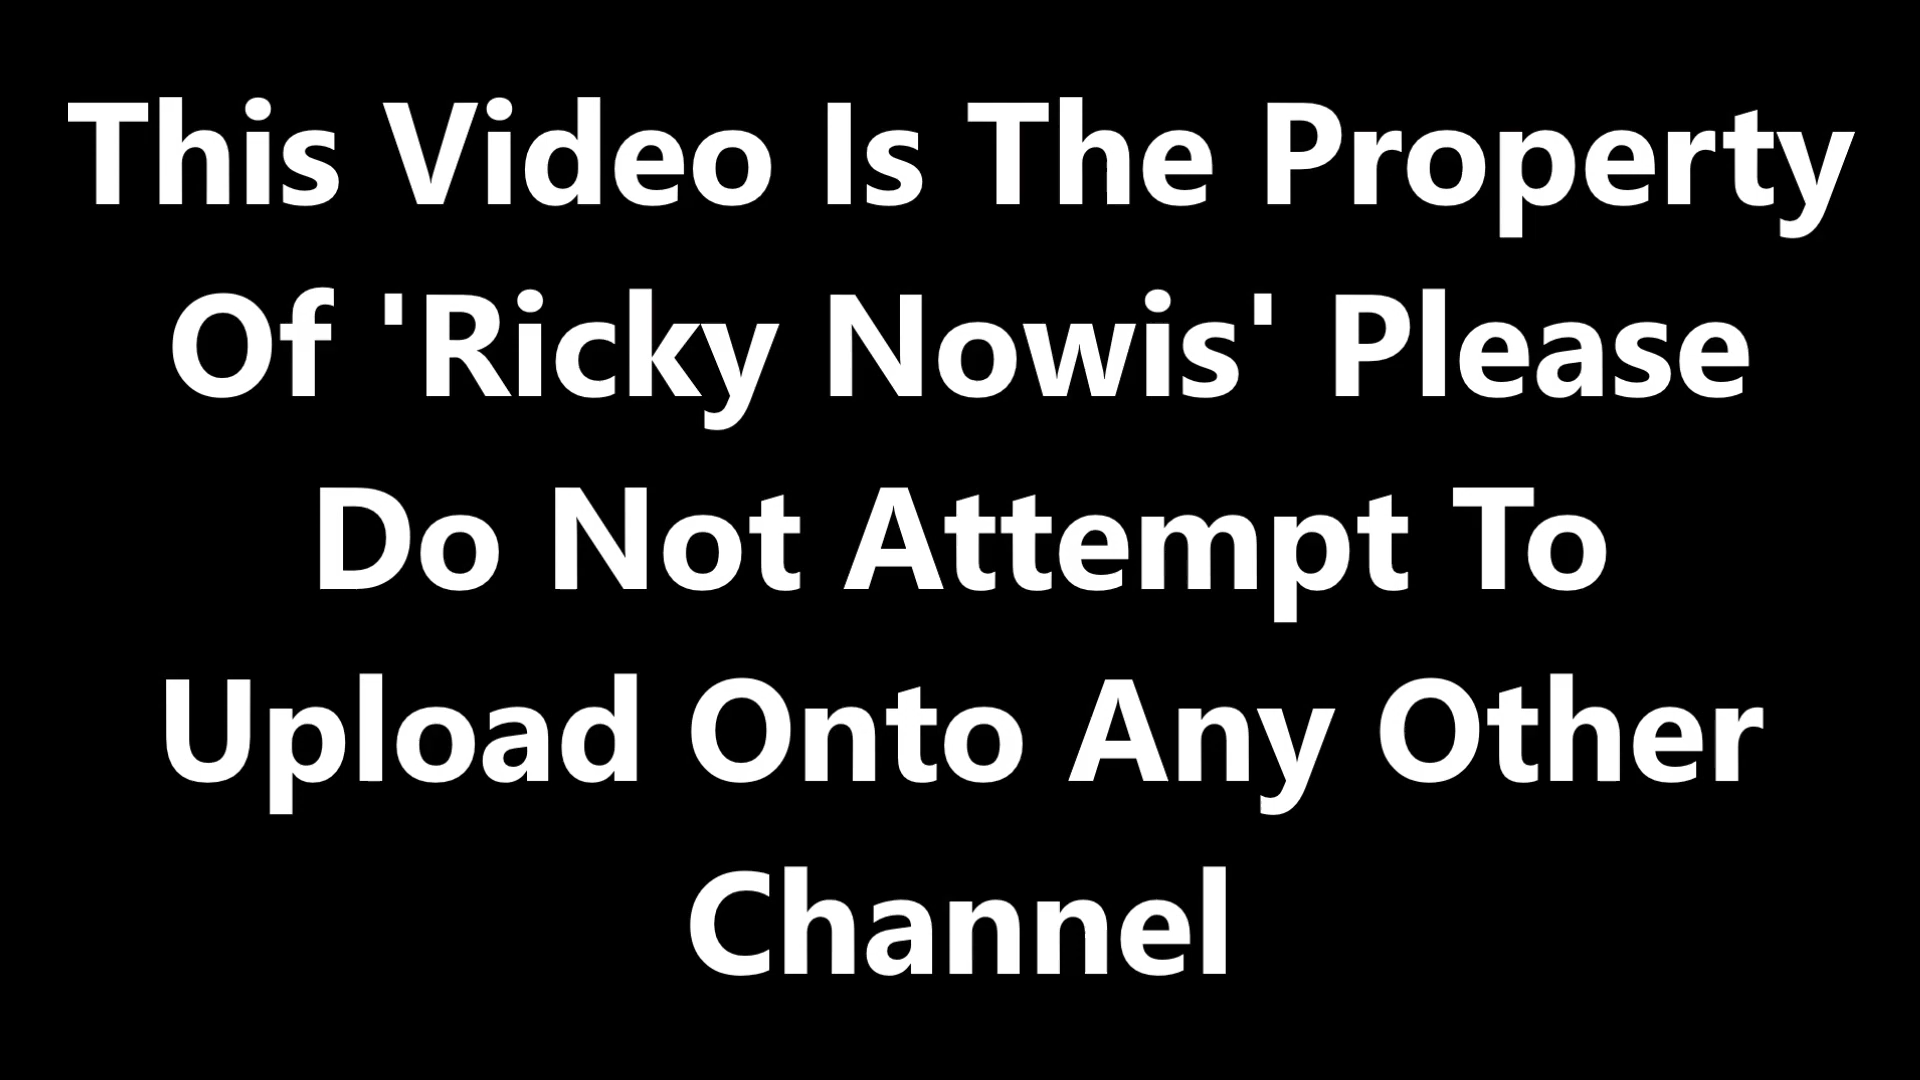 This Video Is The Property
Of 'Ricky Nowis' Please
Do Not Attempt To
Upload Onto Any Other
Channel